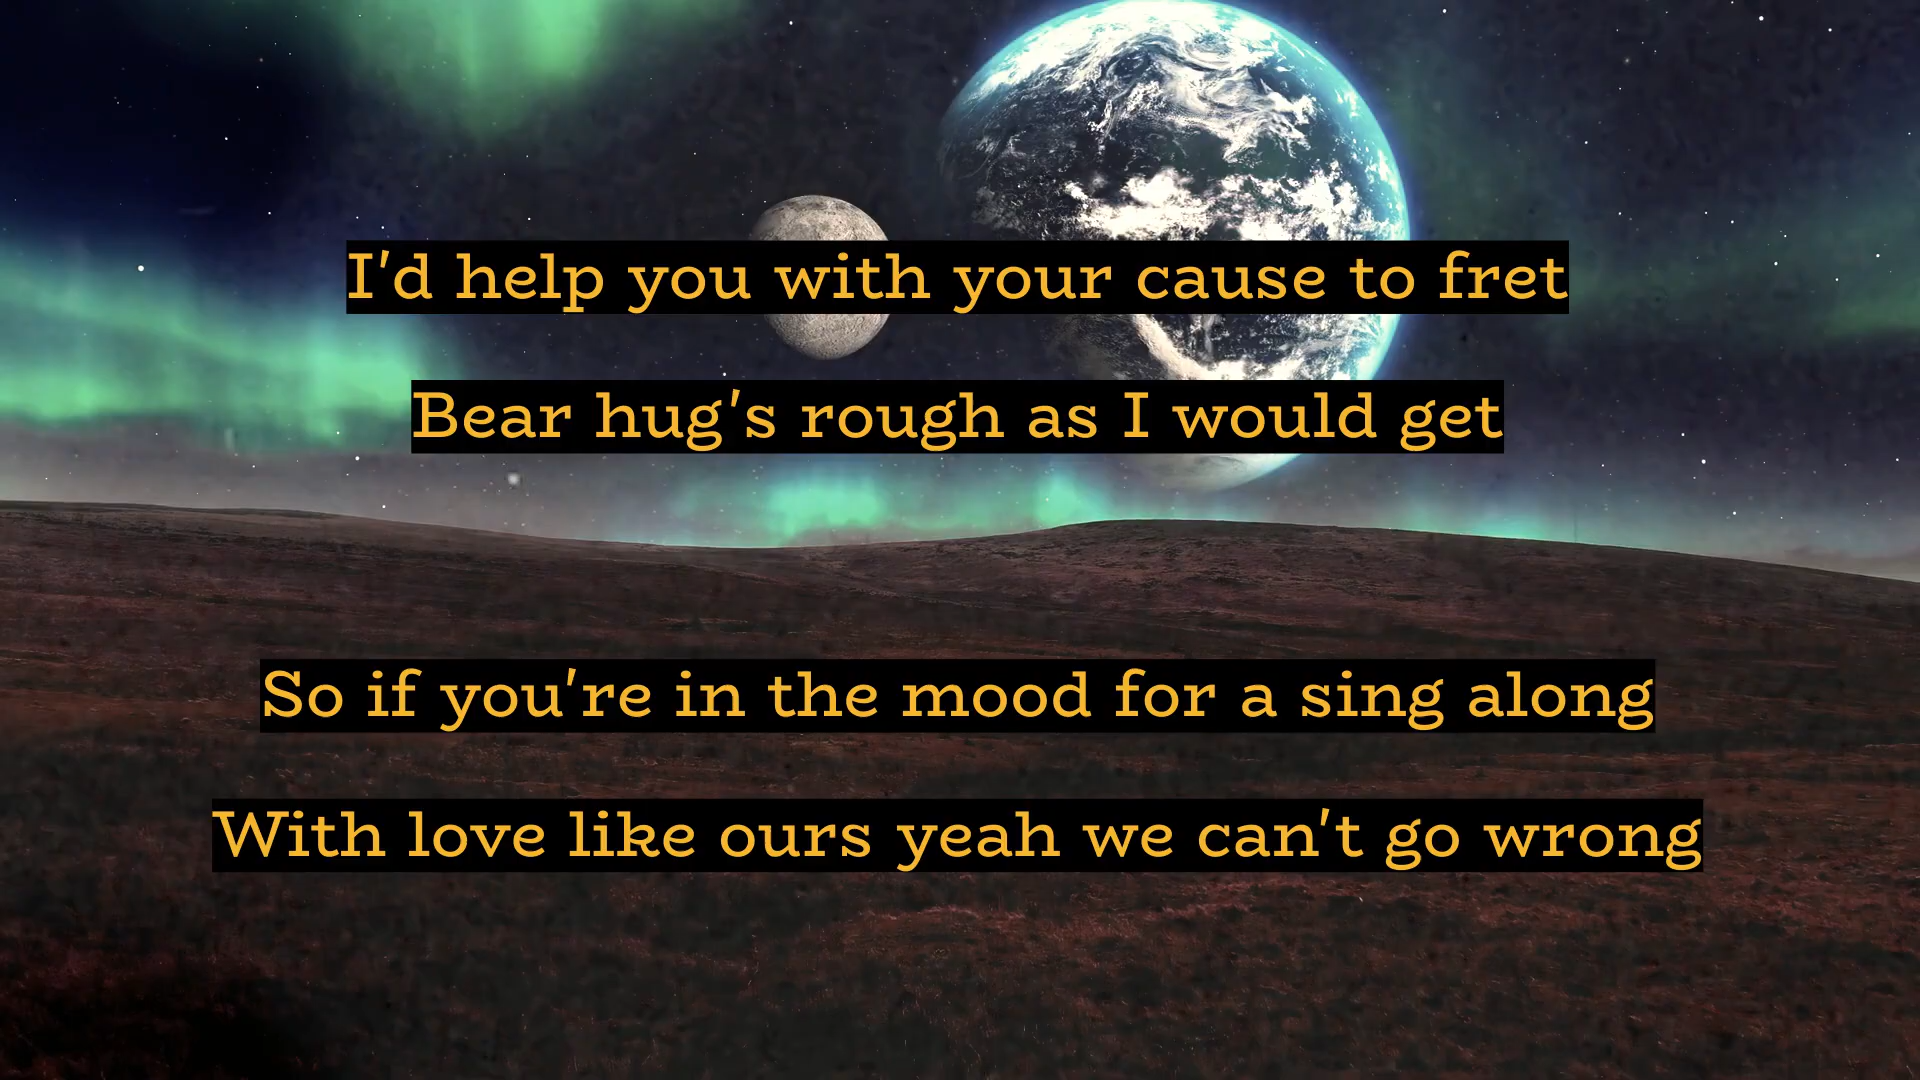 I'd help you with your cause to fret
Bear hug's rough as I would get
So if you're in the mood for a sing along
With love like ours yeah we can't go wrong